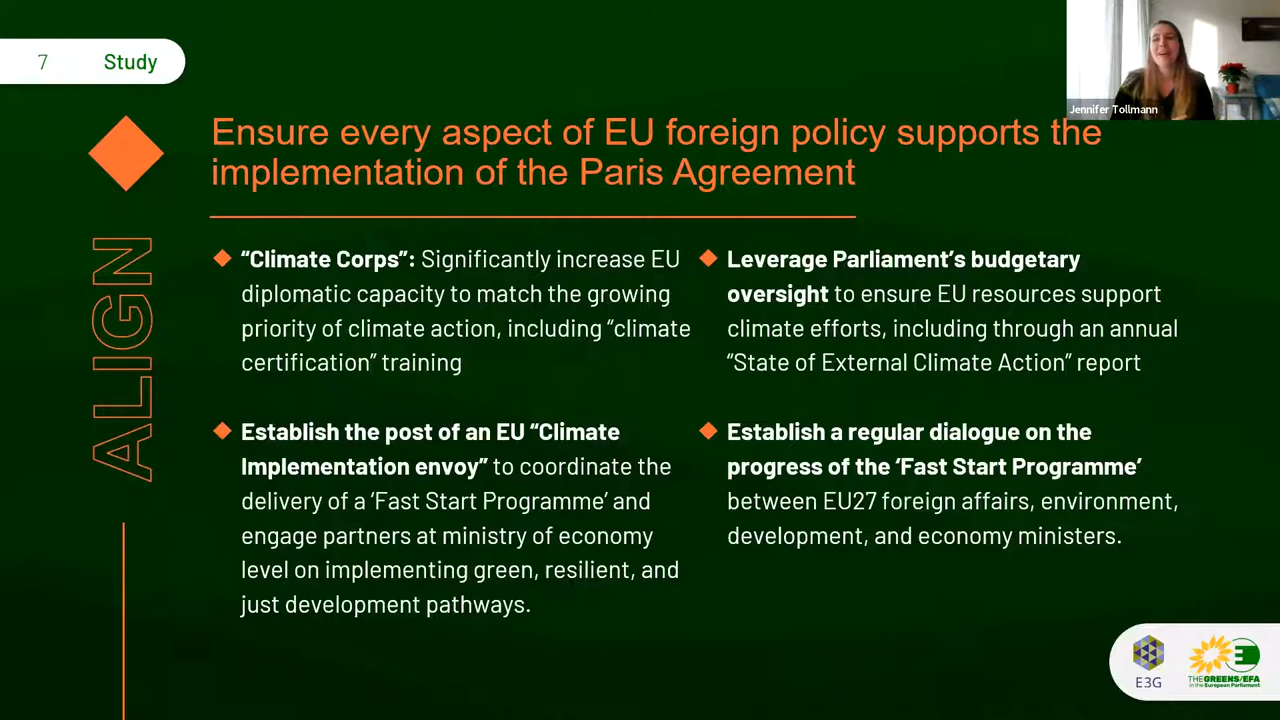 7 Study
Jennifer Tollmann
Ensure every aspect of EU foreign policy supports the
implementation of the Paris Agreement
ALIGN
“Climate Corps”: Significantly increase EU
diplomatic capacity to match the growing
priority of climate action, including “climate
certification” training
Establish the post of an EU “Climate
Implementation envoy” to coordinate the
delivery of a ‘Fast Start Programme’ and
engage partners at ministry of economy
level on implementing green, resilient, and
just development pathways.
Leverage Parliament’s budgetary
oversight to ensure EU resources support
climate efforts, including through an annual
“State of External Climate Action” report
Establish a regular dialogue on the
progress of the ‘Fast Start Programme’
between EU27 foreign affairs, environment,
development, and economy ministers.
E3G
THE GREENS/EFA
in the European Parliament